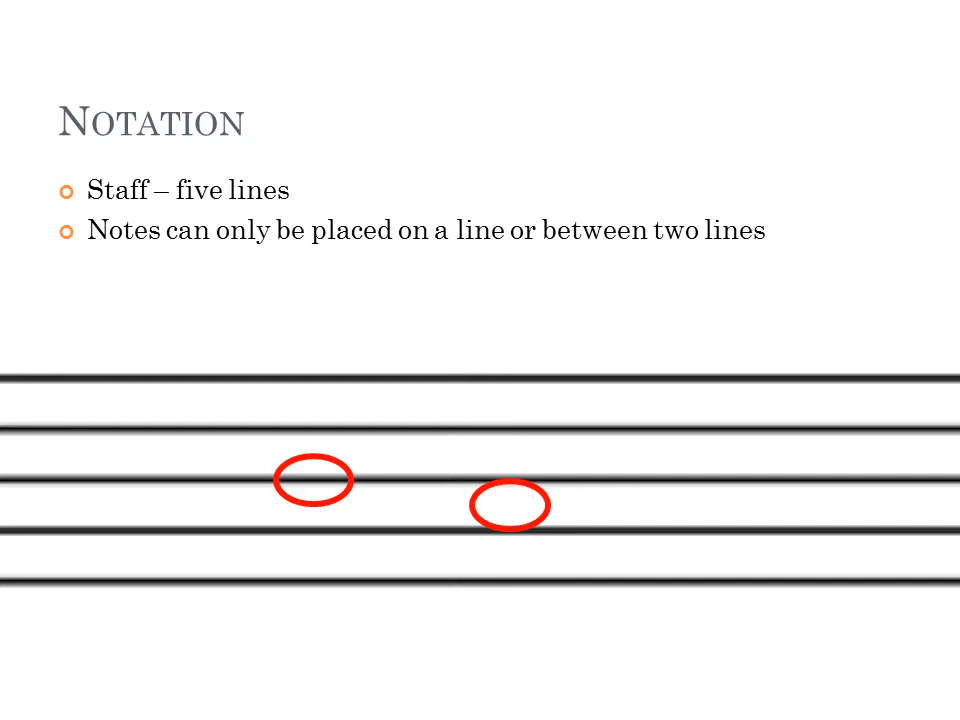 NOTATION
Staff – five lines
Notes can only be placed on a line or between two lines